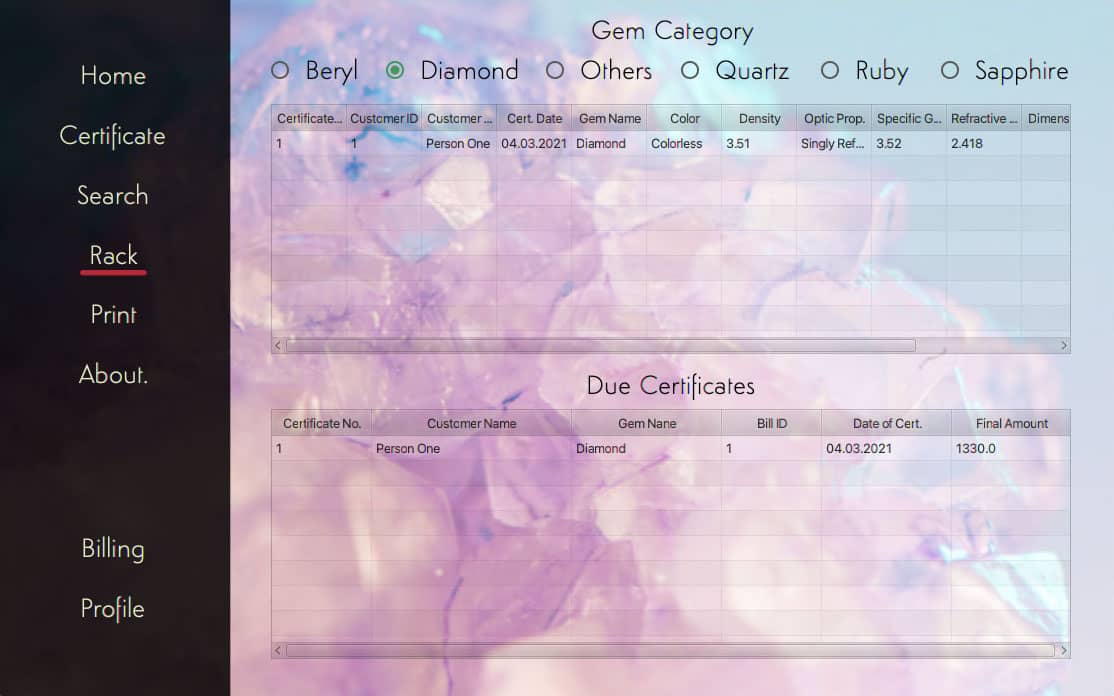 Home
Certificate
Search
Rack
Print
About.
Billing
Profile
Gem Category
Beryl Diamond Others Quartz Ruby Sapphire
Certificate... Customer ID Customer ... Cert. Date Gem Name Color Density Optic Prop. Specific G... Refractive ... Dimens
1 1 Person One 04.03.2021 Diamond Colorless 3.51 Singly Ref... 3.52 2.418
Due Certificates
Certificate No. Customer Name Gem Nane Bill ID Date of Cert. Final Amount
1 Person One Diamond 1 04.03.2021 1330.0